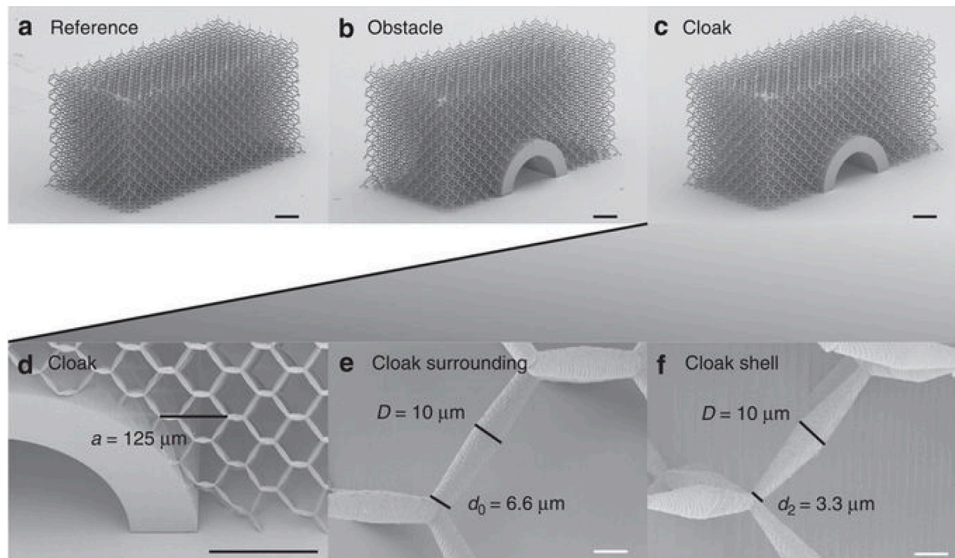 a Reference
b Obstacle
c Cloak
d Cloak
a = 125 μm
e Cloak surrounding
D = 10 μm
d₀ = 6.6 μm
f Cloak shell
D = 10 μm
d₂ = 3.3 μm